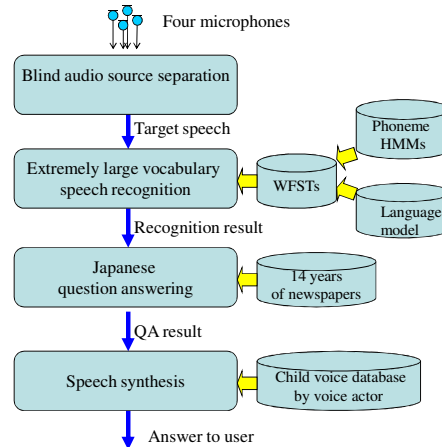 Four microphones
Blind audio source separation
Target speech
Extremely large vocabulary
speech recognition
WFSTs
Phoneme
HMMs
Language
model
Recognition result
Japanese
question answering
14 years
of newspapers
QA result
Speech synthesis
Child voice database
by voice actor
Answer to user